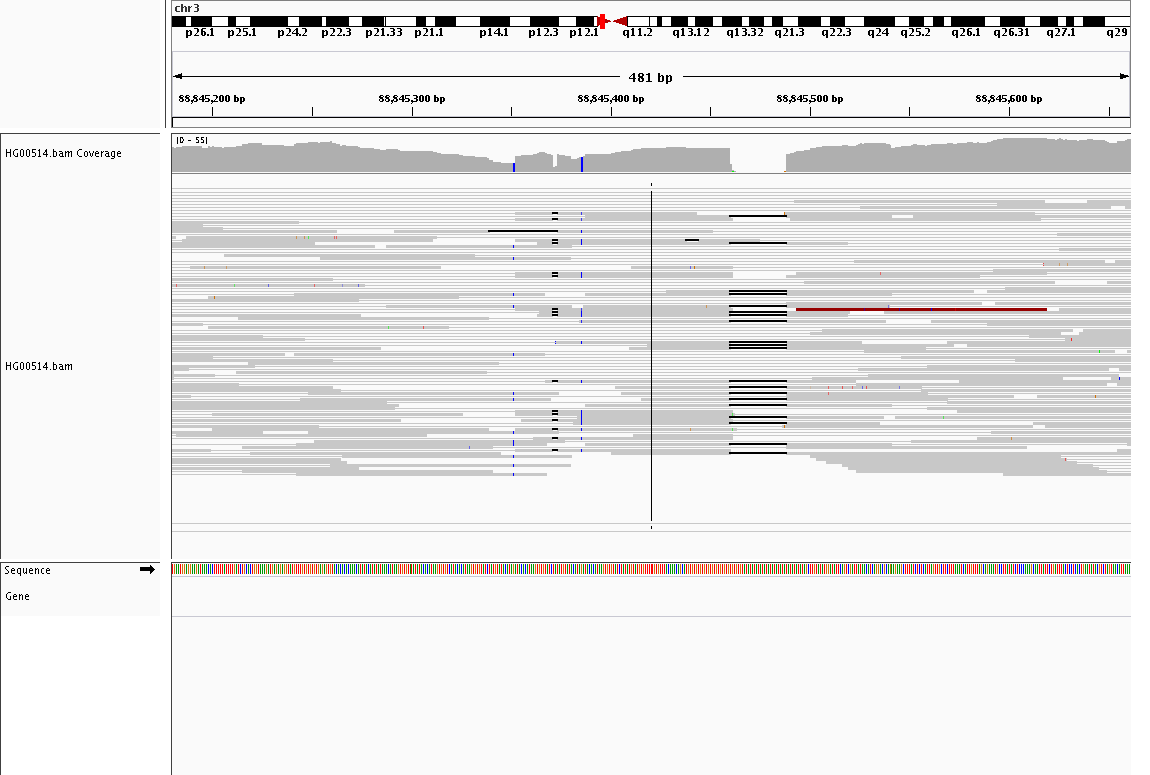 chr3
p26.1 p25.1 p24.2 p22.3 p21.33 p21.1 p14.1 p12.3 p12.1 q11.2 q13.12 q13.32 q21.3 q22.3 q24 q25.2 q26.1 q26.31 q27.1 q29
481 bp
88,845,200 bp 88,845,300 bp 88,845,400 bp 88,845,500 bp 88,845,600 bp
[0 - 55]
HG00514.bam Coverage
HG00514.bam
Sequence
Gene